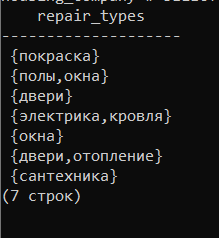 repair_types
--------------------
{покраска}
{полы,окна}
{двери}
{электрика,кровля}
{окна}
{двери,отопление}
{сантехника}
(7 строк)